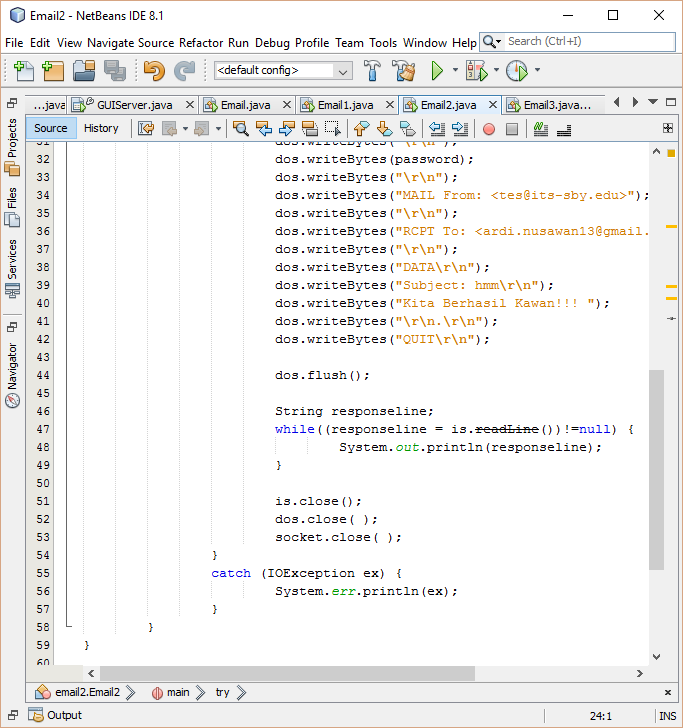 Email2 - NetBeans IDE 8.1
File Edit View Navigate Source Refactor Run Debug Profile Team Tools Window Help Search (Ctrl+I)
<default config>
...java GUIServer.java Email.java Email1.java Email2.java Email3.java...
Source History
Projects
Files
Services
Navigator
31 dos.writeBytes("\r\n");
32 dos.writeBytes(password);
33 dos.writeBytes("\r\n");
34 dos.writeBytes("MAIL From: <tes@its-sby.edu>");
35 dos.writeBytes("\r\n");
36 dos.writeBytes("RCPT To: <ardi.nusawan13@gmail.
37 dos.writeBytes("\r\n");
38 dos.writeBytes("DATA\r\n");
39 dos.writeBytes("Subject: hmm\r\n");
40 dos.writeBytes("Kita Berhasil Kawan!!! ");
41 dos.writeBytes("\r\n.\r\n");
42 dos.writeBytes("QUIT\r\n");
43
44 dos.flush();
45
46 String responseline;
47 while((responseline = is.readLine())!=null) {
48 System.out.println(responseline);
49 }
50
51 is.close();
52 dos.close( );
53 socket.close( );
54 }
55 catch (IOException ex) {
56 System.err.println(ex);
57 }
58 }
59 }
60
email2.Email2 main try
Output 24:1 INS